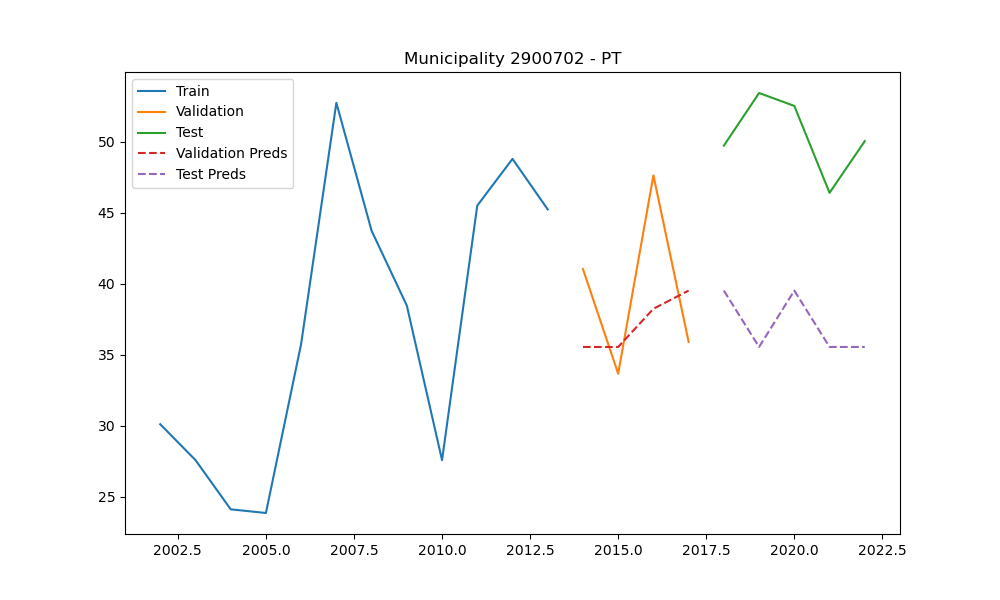 Municipality 2900702 - PT
Train
Validation
Test
Validation Preds
Test Preds
50
45
40
35
30
25
2002.5 2005.0 2007.5 2010.0 2012.5 2015.0 2017.5 2020.0 2022.5